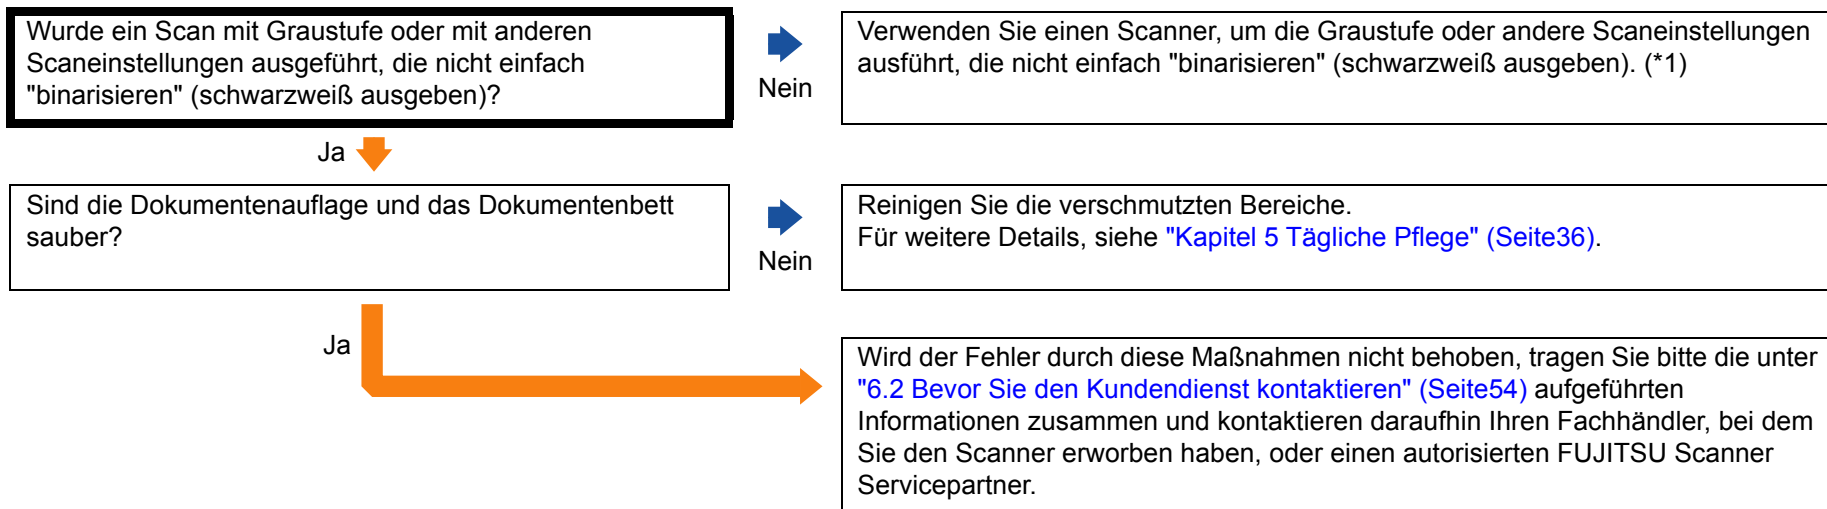 Wurde ein Scan mit Graustufe oder mit anderen
Scaneinstellungen ausgeführt, die nicht einfach
"binarisieren" (schwarzweiß ausgeben)?
Nein
Verwenden Sie einen Scanner, um die Graustufe oder andere Scaneinstellungen
ausführt, die nicht einfach "binarisieren" (schwarzweiß ausgeben). (*1)
Ja
Sind die Dokumentenauflage und das Dokumentenbett
sauber?
Nein
Reinigen Sie die verschmutzten Bereiche.
Für weitere Details, siehe "Kapitel 5 Tägliche Pflege" (Seite36).
Ja
Wird der Fehler durch diese Maßnahmen nicht behoben, tragen Sie bitte die unter
"6.2 Bevor Sie den Kundendienst kontaktieren" (Seite54) aufgeführten
Informationen zusammen und kontaktieren daraufhin Ihren Fachhändler, bei dem
Sie den Scanner erworben haben, oder einen autorisierten FUJITSU Scanner
Servicepartner.